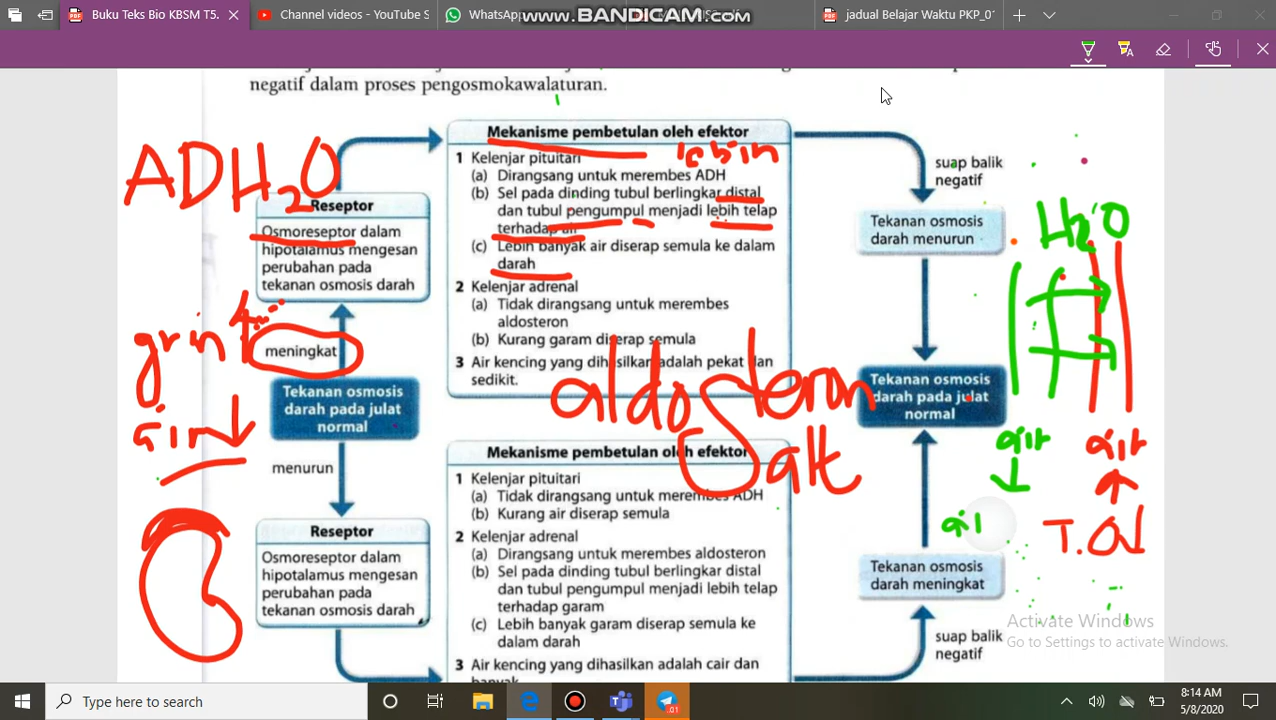 Buku Teks Bio KBSM T5.
Channel videos - YouTube S
WhatsApp
www.BANDICAM.com
jadual Belajar Waktu PKP_0
negatif dalam proses pengosmokawalaturan.
ADH₂O
Reseptor
Osmoreseptor dalam
hipotalamus mengesan
perubahan pada
tekanan osmosis darah
Mekanisme pembetulan oleh efektor
lebih
1 Kelenjar pituitari
(a) Dirangsang untuk merembes ADH
(b) Sel pada dinding tubul berlingkar distal
dan tubul pengumpul menjadi lebih telap
terhadap air
(c) Lebih banyak air diserap semula ke dalam
darah
2 Kelenjar adrenal
(a) Tidak dirangsang untuk merembes
aldosteron
(b) Kurang garam diserap semula
3 Air kencing yang dihasilkan adalah pekat dan
sedikit.
suap balik
negatif
Tekanan osmosis
darah menurun
H₂O
meningkat
air
Tekanan osmosis
darah pada julat
normal
aldosteron
Salt
Tekanan osmosis
darah pada julat
normal
air
air
T.O
menurun
Reseptor
Osmoreseptor dalam
hipotalamus mengesan
perubahan pada
tekanan osmosis darah
Mekanisme pembetulan oleh efektor
1 Kelenjar pituitari
(a) Tidak dirangsang untuk merembes ADH
(b) Kurang air diserap semula
2 Kelenjar adrenal
(a) Dirangsang untuk merembes aldosteron
(b) Sel pada dinding tubul berlingkar distal
dan tubul pengumpul menjadi lebih telap
terhadap garam
(c) Lebih banyak garam diserap semula ke
dalam darah
3 Air kencing yang dihasilkan adalah cair dan
banyak.
Tekanan osmosis
darah meningkat
suap balik
negatif
Activate Windows
Go to Settings to activate Windows.
Type here to search
8:14 AM
5/8/2020